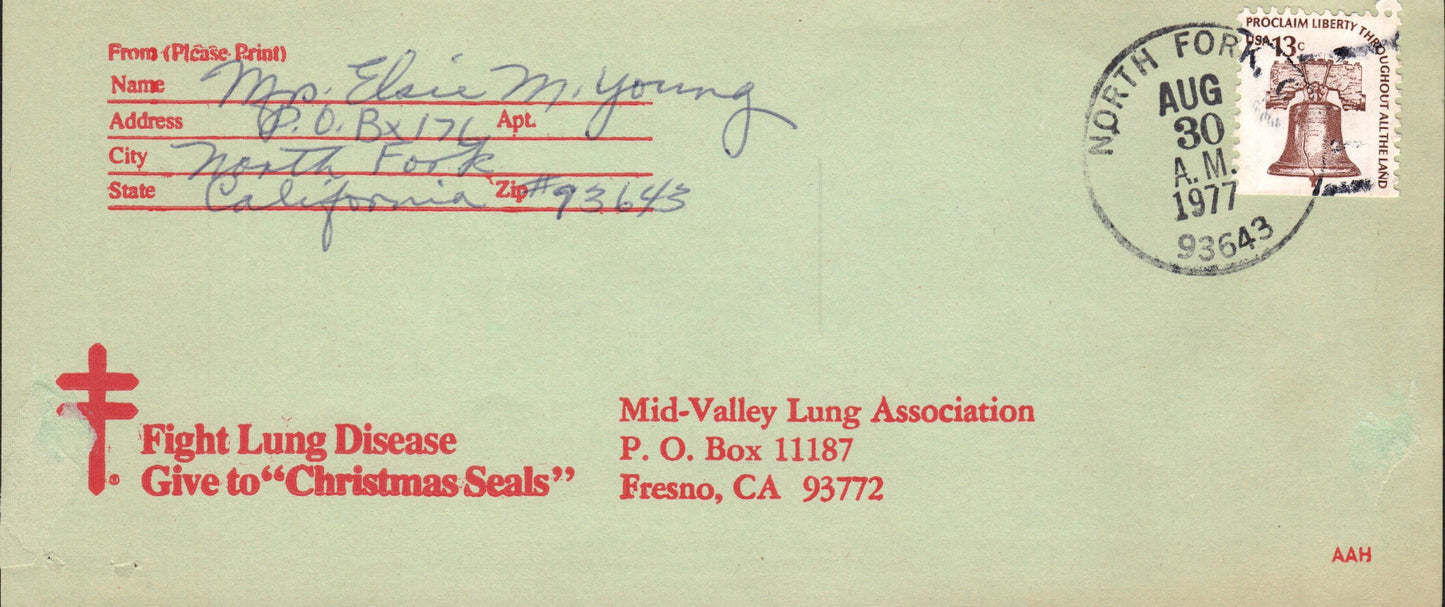 From (Please Print)
Name Mrs. Elsie M. Young
Address P.O. Bx 176 Apt.
City North Fork
State California Zip #93643
NORTH FORK
AUG
30
A.M.
1977
93643
PROCLAIM LIBERTY THROUGHOUT ALL THE LAND
USA 13c
Fight Lung Disease
Give to "Christmas Seals"
®
Mid-Valley Lung Association
P. O. Box 11187
Fresno, CA 93772
AAH